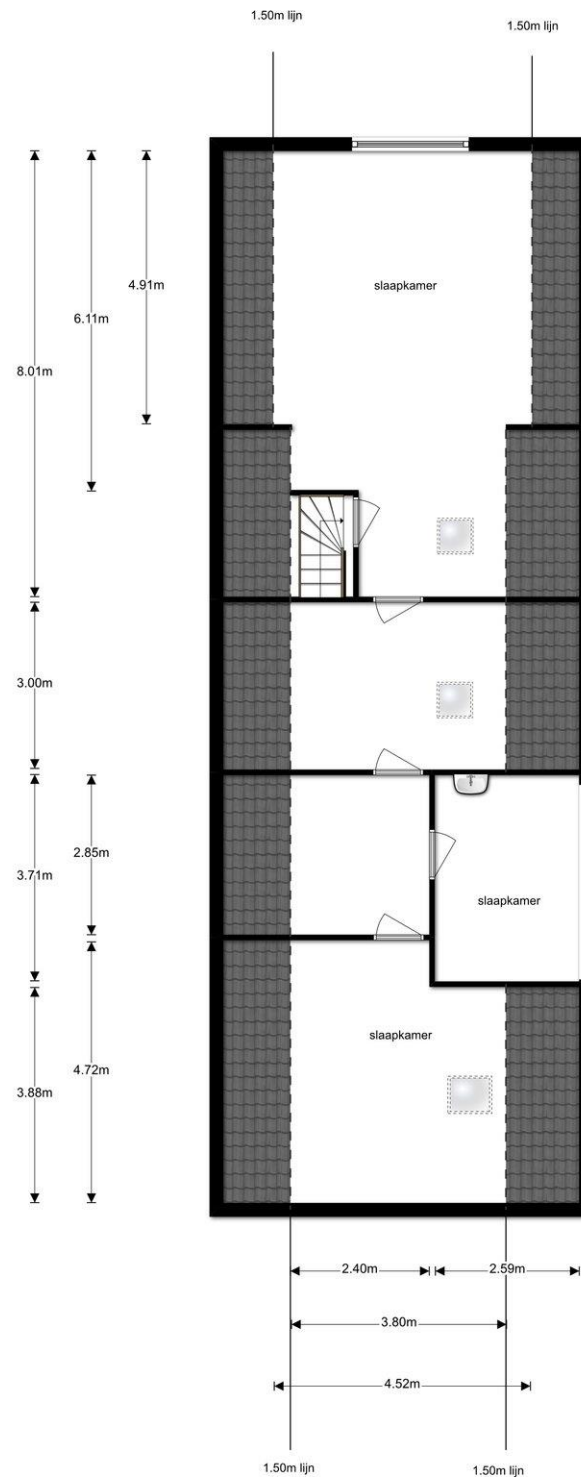 1.50m lijn
1.50m lijn
4.91m
slaapkamer
6.11m
8.01m
3.00m
2.85m
3.71m
slaapkamer
slaapkamer
4.72m
3.88m
2.40m
2.59m
3.80m
4.52m
1.50m lijn
1.50m lijn